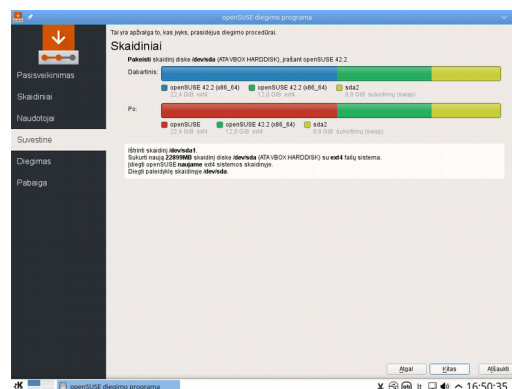 openSUSE diegimo programa
Tai yra apžvalga to, kas įvyks, prasidėjus diegimo procedūrai.
Skaidiniai
Pasisveikinimas
Skaidiniai
Naudotojai
Suvestinė
Diegimas
Pabaiga
Pakeisti skaidinį diske /dev/sda (ATA VBOX HARDDISK), įrašant openSUSE 42.2.
Dabartinis:
openSUSE 42.2 (x86_64) openSUSE 42.2 (x86_64) sda2
22,4 GiB ext4 12,0 GiB ext4 8,8 GiB sukeitimų (swap)
Po:
openSUSE openSUSE 42.2 (x86_64) sda2
22,4 GiB ext4 12,0 GiB ext4 8,8 GiB sukeitimų (swap)
Ištrinti skaidinį /dev/sda1.
Sukurti naują 22899MB skaidinį diske /dev/sda (ATA VBOX HARDDISK) su ext4 failų sistema.
Įdiegti openSUSE naujame ext4 sistemos skaidinyje.
Diegti paleidyklę skaidinyje /dev/sda.
Atgal Kitas Atšaukti
openSUSE diegimo programa
lt 16:50:35